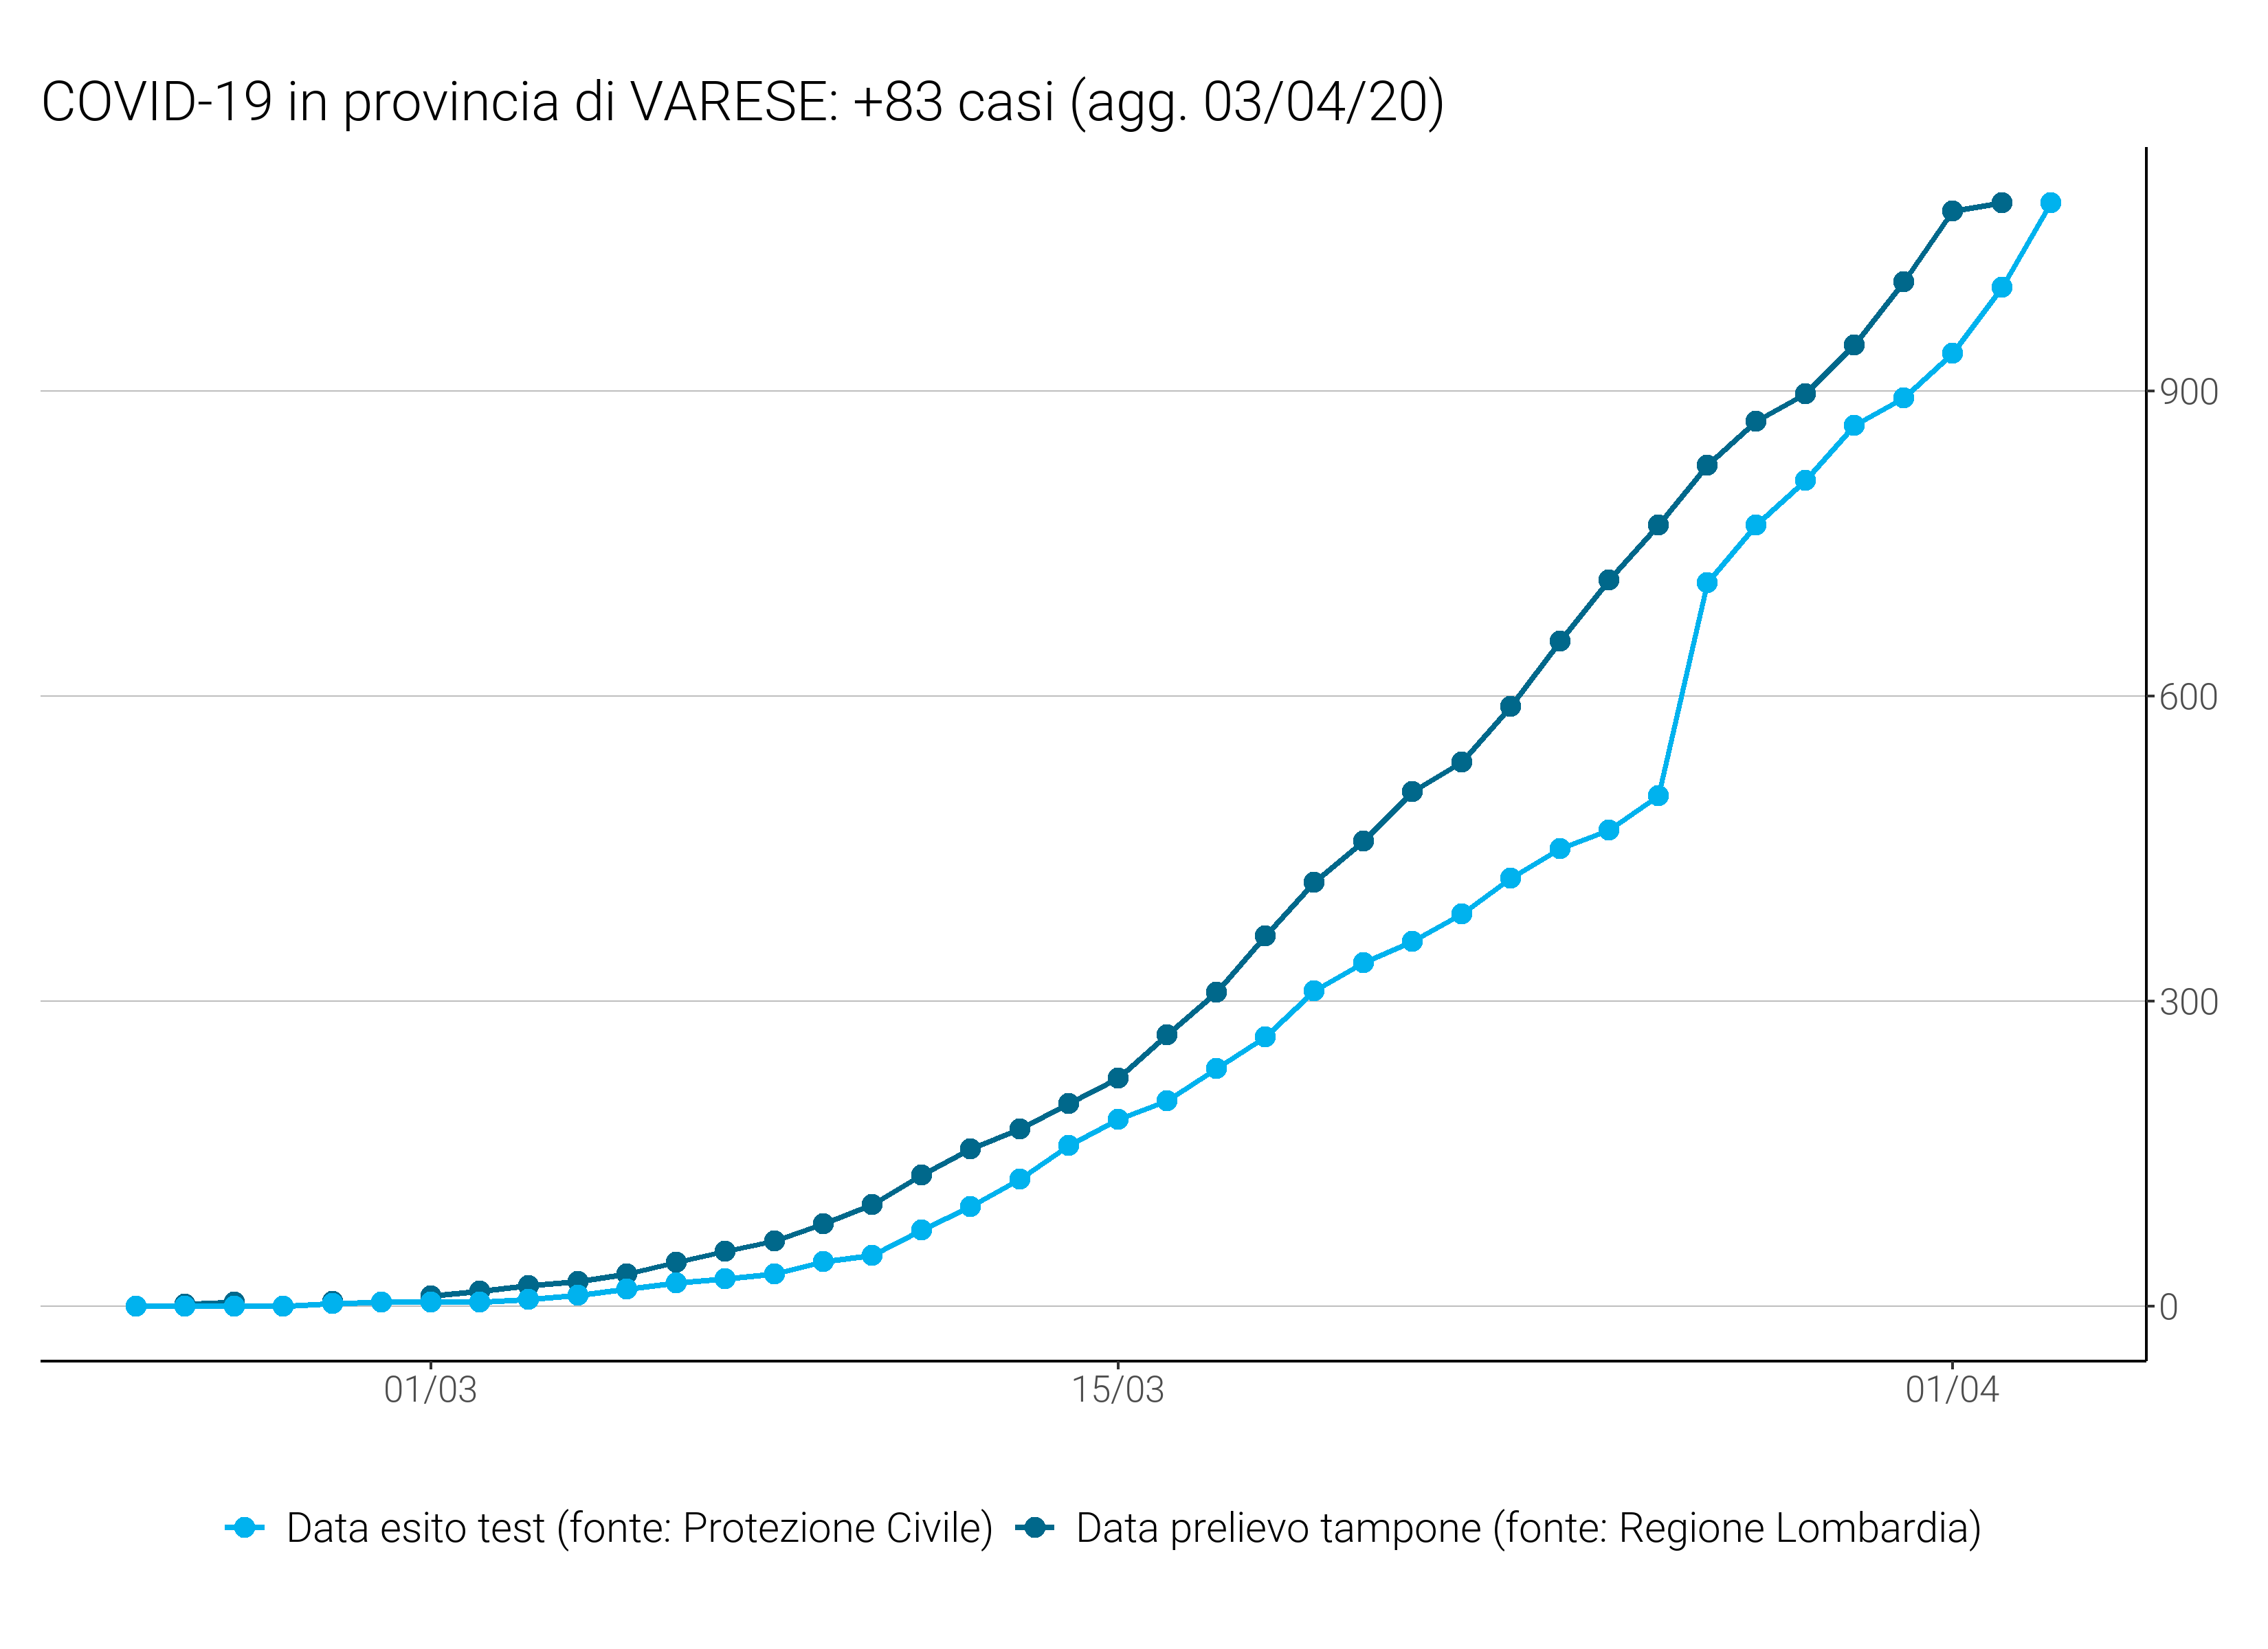 COVID-19 in provincia di VARESE: +83 casi (agg. 03/04/20)
900
600
300
0
01/03 15/03 01/04
Data esito test (fonte: Protezione Civile) Data prelievo tampone (fonte: Regione Lombardia)